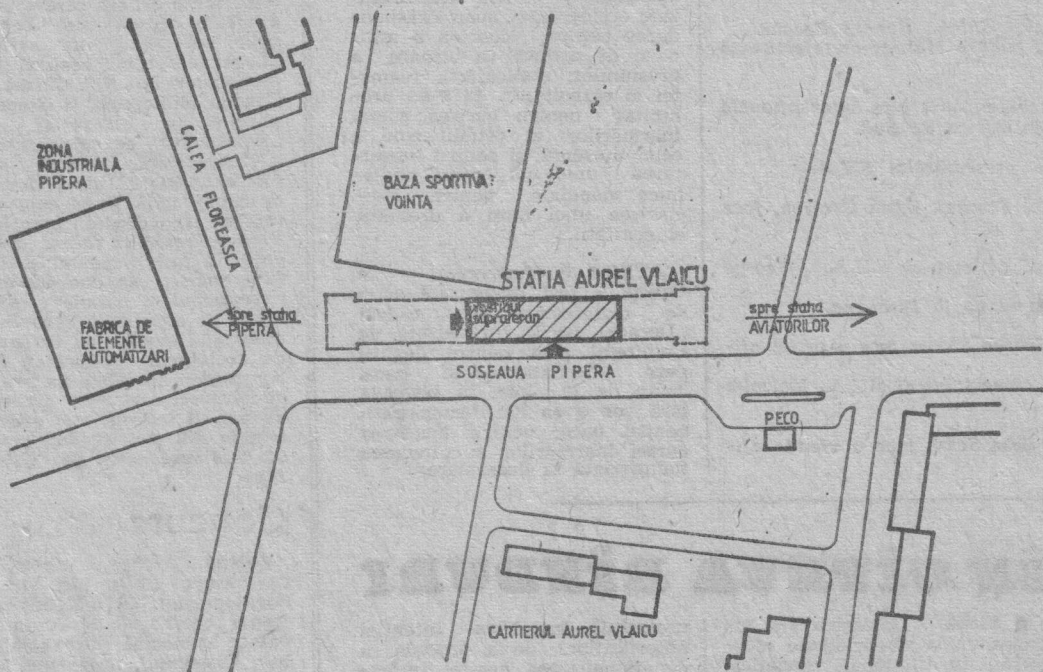 ZONA
INDUSTRIALA
PIPERA
CALEA FLOREASCA
BAZA SPORTIVA
VOINTA
STATIA AUREL VLAICU
suprateran
spre statia
PIPERA
spre statia
AVIATORILOR
FABRICA DE
ELEMENTE
AUTOMATIZARI
SOSEAUA PIPERA
PECO
CARTIERUL AUREL VLAICU